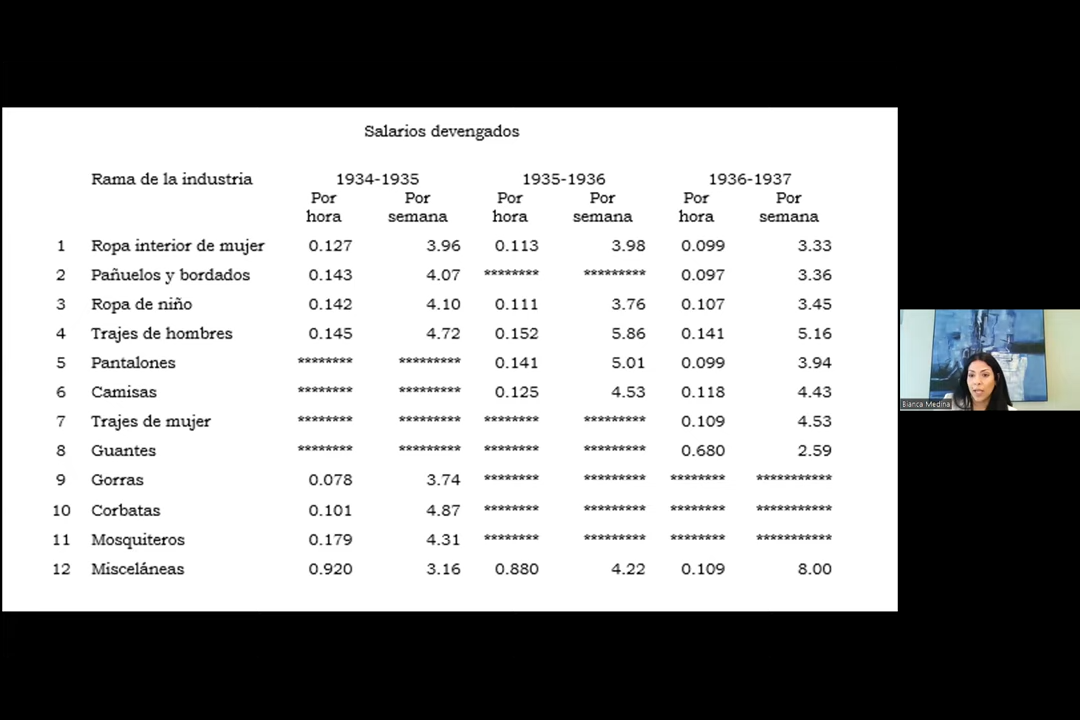 Salarios devengados
Rama de la industria 1934-1935 1935-1936 1936-1937
Por Por Por Por Por Por
hora semana hora semana hora semana
1 Ropa interior de mujer 0.127 3.96 0.113 3.98 0.099 3.33
2 Pañuelos y bordados 0.143 4.07 ******** ********* 0.097 3.36
3 Ropa de niño 0.142 4.10 0.111 3.76 0.107 3.45
4 Trajes de hombres 0.145 4.72 0.152 5.86 0.141 5.16
5 Pantalones ******** ********* 0.141 5.01 0.099 3.94
6 Camisas ******** ********* 0.125 4.53 0.118 4.43
7 Trajes de mujer ******** ********* ******** ********* 0.109 4.53
8 Guantes ******** ********* ******** ********* 0.680 2.59
9 Gorras 0.078 3.74 ******** ********* ******** ***********
10 Corbatas 0.101 4.87 ******** ********* ******** ***********
11 Mosquiteros 0.179 4.31 ******** ********* ******** ***********
12 Misceláneas 0.920 3.16 0.880 4.22 0.109 8.00
Bianca Medina